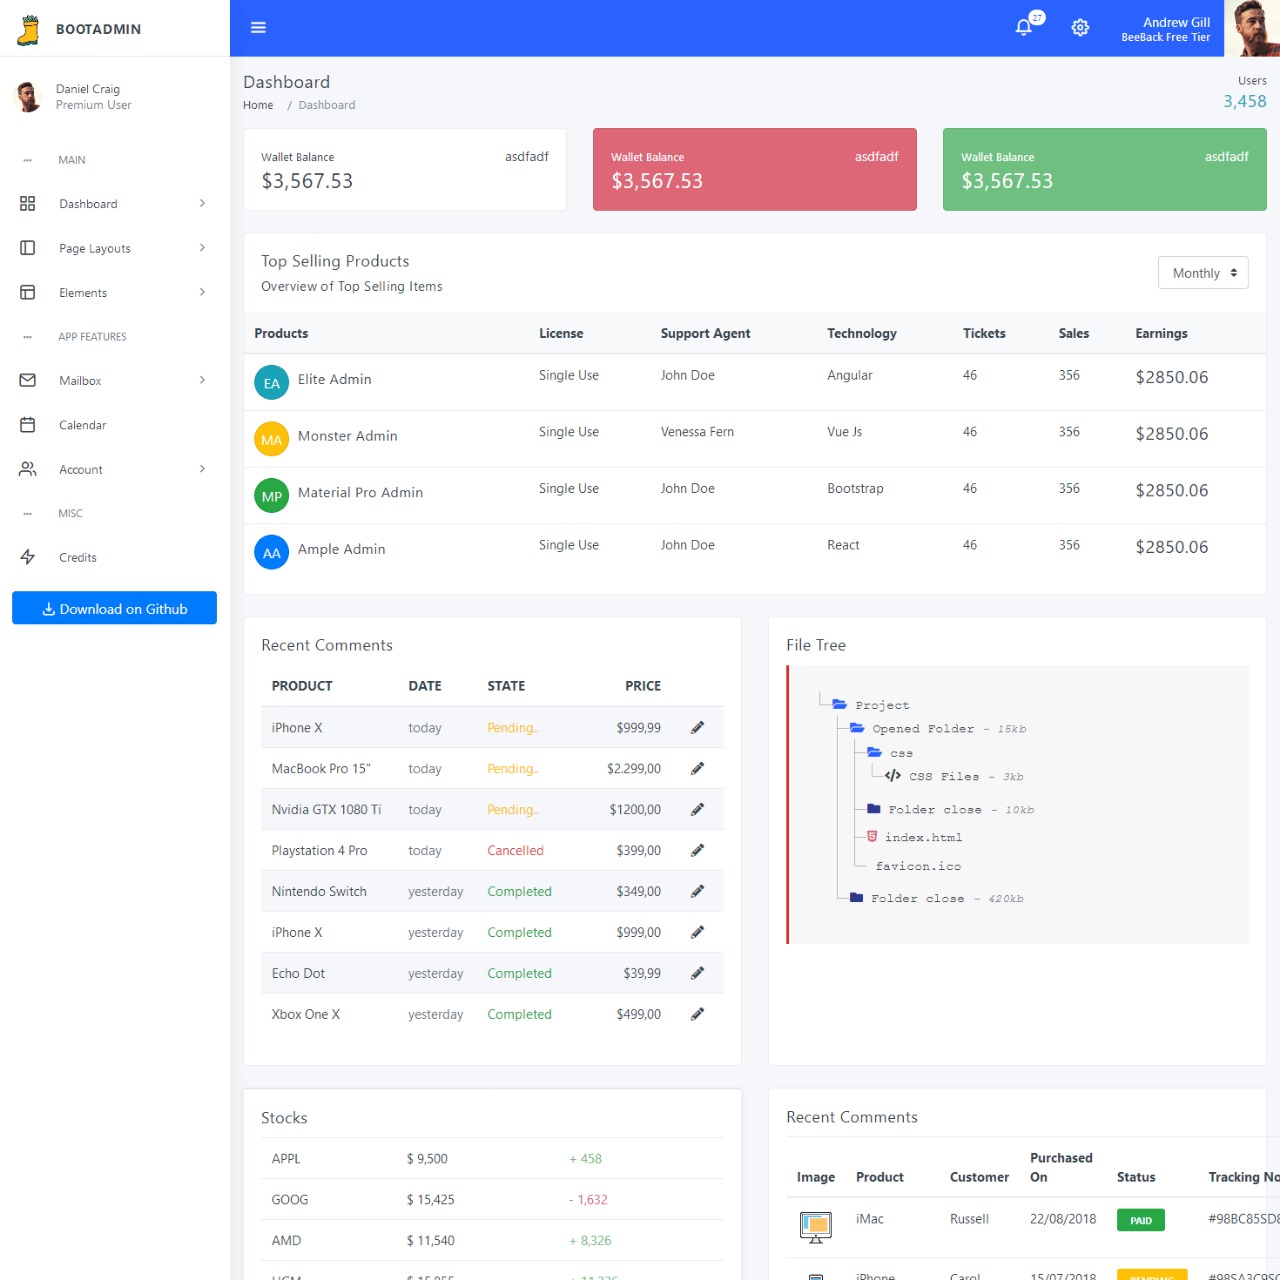 BOOTADMIN
27
Andrew Gill
BeeBack Free Tier
Daniel Craig
Premium User
MAIN
Dashboard
Page Layouts
Elements
APP FEATURES
Mailbox
Calendar
Account
MISC
Credits
Download on Github
Dashboard
Home / Dashboard
Users
3,458
Wallet Balance asdfadf
$3,567.53
Wallet Balance asdfadf
$3,567.53
Wallet Balance asdfadf
$3,567.53
Top Selling Products
Overview of Top Selling Items
Monthly
Products License Support Agent Technology Tickets Sales Earnings
EA Elite Admin Single Use John Doe Angular 46 356 $2850.06
MA Monster Admin Single Use Venessa Fern Vue Js 46 356 $2850.06
MP Material Pro Admin Single Use John Doe Bootstrap 46 356 $2850.06
AA Ample Admin Single Use John Doe React 46 356 $2850.06
Recent Comments
PRODUCT DATE STATE PRICE
iPhone X today Pending.. $999,99
MacBook Pro 15" today Pending.. $2.299,00
Nvidia GTX 1080 Ti today Pending.. $1200,00
Playstation 4 Pro today Cancelled $399,00
Nintendo Switch yesterday Completed $349,00
iPhone X yesterday Completed $999,00
Echo Dot yesterday Completed $39,99
Xbox One X yesterday Completed $499,00
File Tree
Project
Opened Folder - 15kb
css
CSS Files - 3kb
Folder close - 10kb
index.html
favicon.ico
Folder close - 420kb
Stocks
APPL $ 9,500 + 458
GOOG $ 15,425 - 1,632
AMD $ 11,540 + 8,326
Recent Comments
Image Product Customer Purchased On Status Tracking No
iMac Russell 22/08/2018 PAID #98BC85SD8
iPhone Carol 15/07/2018 PENDING